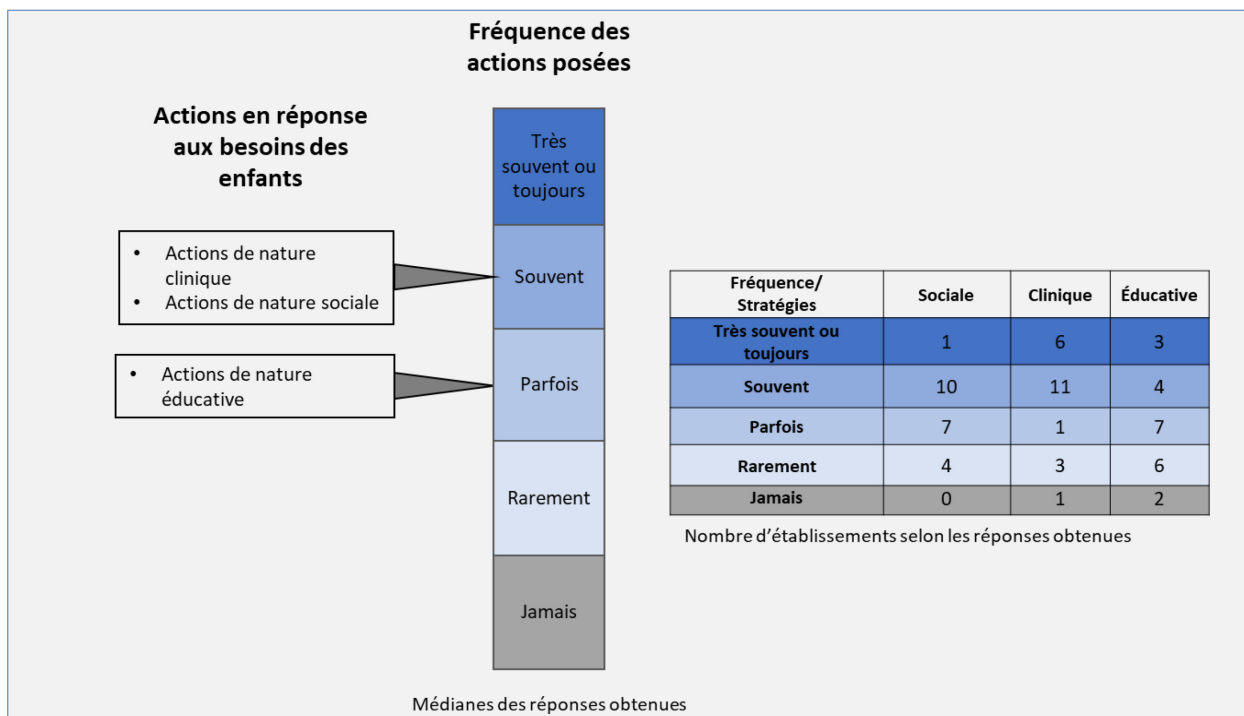 Fréquence des
actions posées
Actions en réponse
aux besoins des
enfants
Très
souvent ou
toujours
• Actions de nature
clinique
• Actions de nature sociale
Souvent
• Actions de nature
éducative
Parfois
Rarement
Jamais
Médianes des réponses obtenues
Fréquence/
Stratégies
Sociale
Clinique
Éducative
Très souvent ou
toujours
1
6
3
Souvent
10
11
4
Parfois
7
1
7
Rarement
4
3
6
Jamais
0
1
2
Nombre d’établissements selon les réponses obtenues